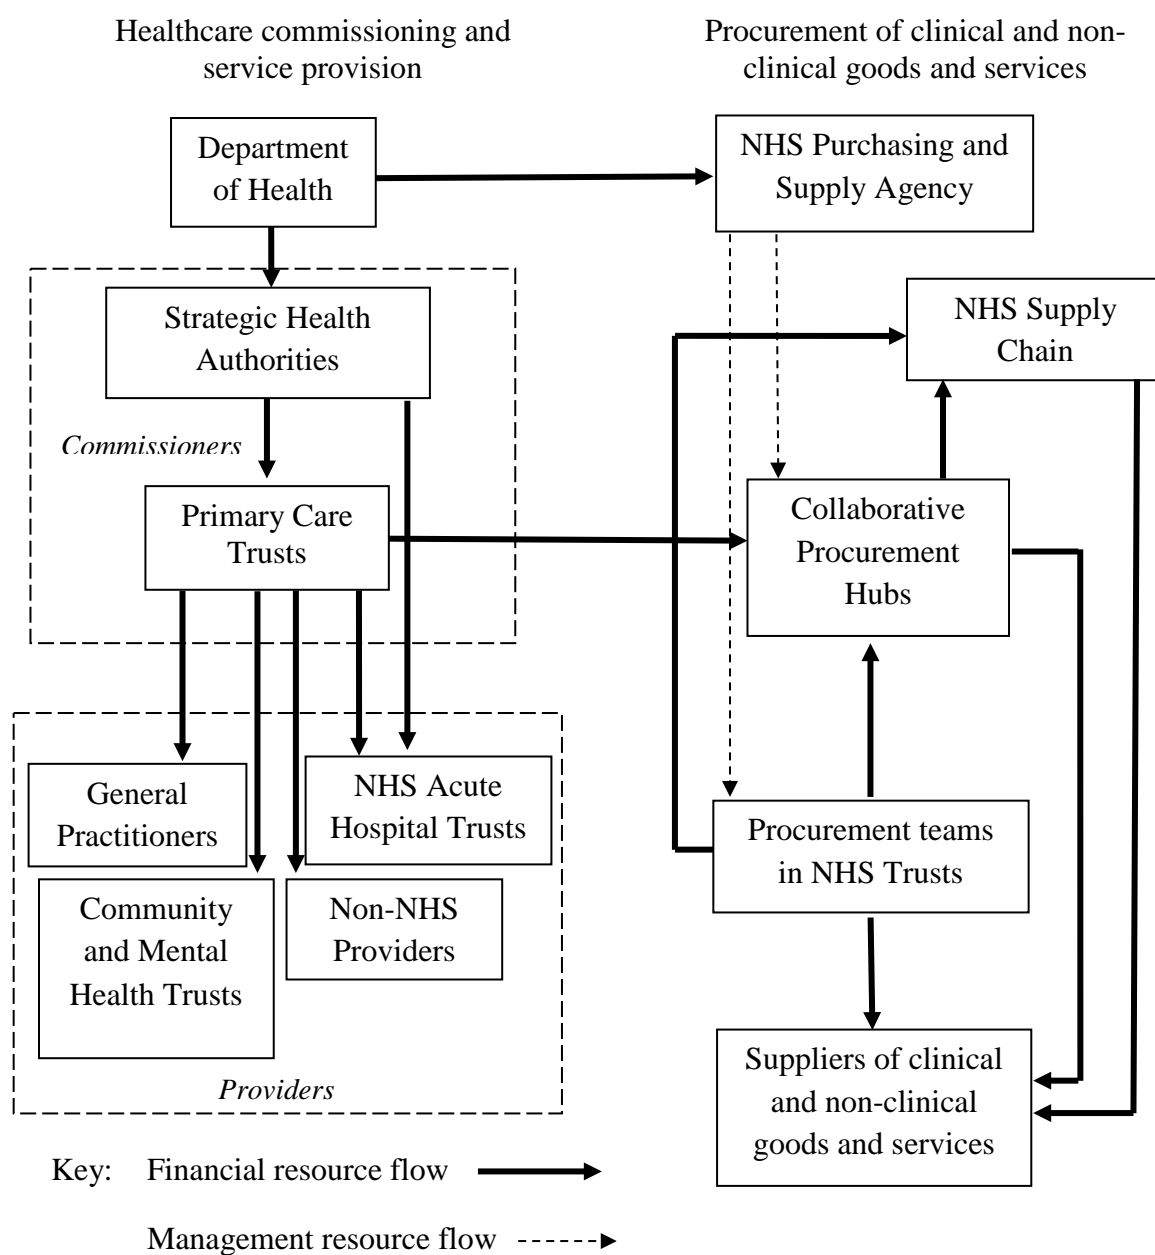 Healthcare commissioning and
service provision
Procurement of clinical and non-
clinical goods and services
Department
of Health
NHS Purchasing and
Supply Agency
Strategic Health
Authorities
NHS Supply
Chain
Commissioners
Primary Care
Trusts
Collaborative
Procurement
Hubs
General
Practitioners
NHS Acute
Hospital Trusts
Procurement teams
in NHS Trusts
Community
and Mental
Health Trusts
Non-NHS
Providers
Suppliers of clinical
and non-clinical
goods and services
Providers
Key: Financial resource flow
Management resource flow